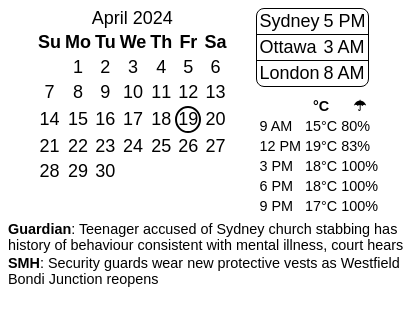 April 2024
Su Mo Tu We Th Fr Sa
1 2 3 4 5 6
7 8 9 10 11 12 13
14 15 16 17 18 19 20
21 22 23 24 25 26 27
28 29 30
Sydney 5 PM
Ottawa 3 AM
London 8 AM
°C ☂
9 AM 15°C 80%
12 PM 19°C 83%
3 PM 18°C 100%
6 PM 18°C 100%
9 PM 17°C 100%
Guardian: Teenager accused of Sydney church stabbing has
history of behaviour consistent with mental illness, court hears
SMH: Security guards wear new protective vests as Westfield
Bondi Junction reopens